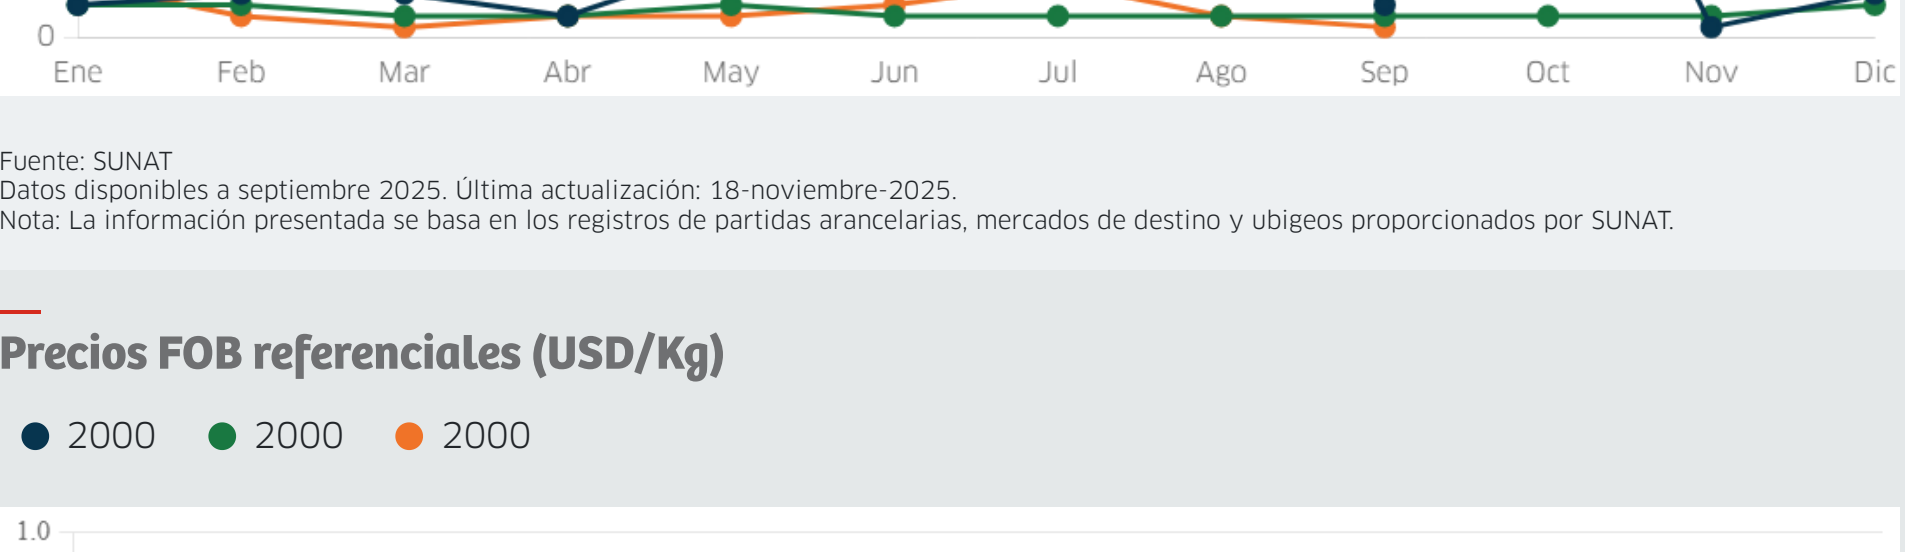 0
Ene Feb Mar Abr May Jun Jul Ago Sep Oct Nov Dic
Fuente: SUNAT
Datos disponibles a septiembre 2025. Última actualización: 18-noviembre-2025.
Nota: La información presentada se basa en los registros de partidas arancelarias, mercados de destino y ubigeos proporcionados por SUNAT.
Precios FOB referenciales (USD/Kg)
2000 2000 2000
1.0